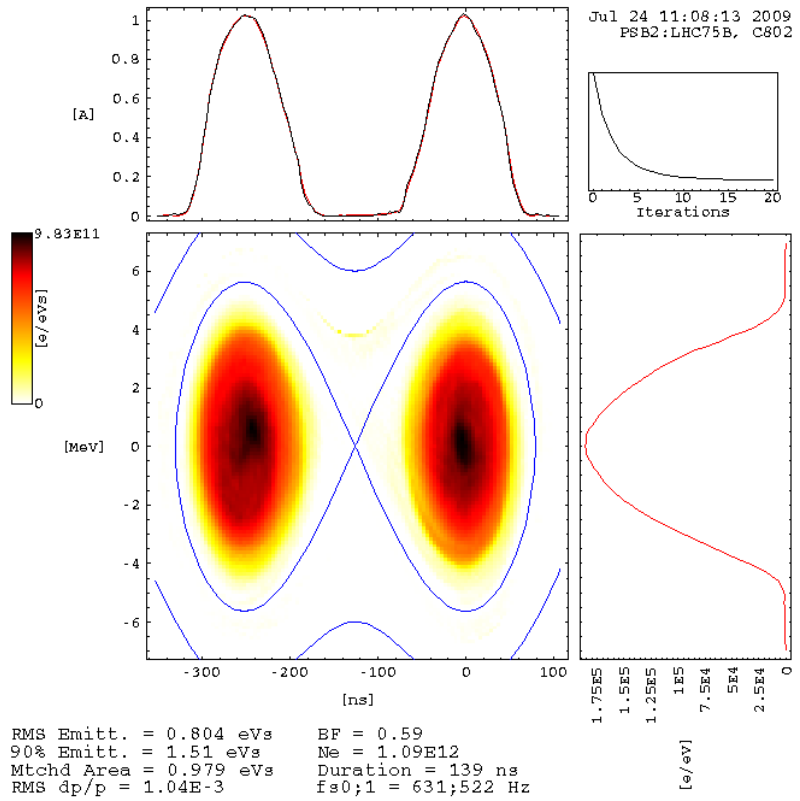 Jul 24 11:08:13 2009
PSB2:LHC75B, C802
1
0.8
0.6
0.4
0.2
0
[A]
0 5 10 15 20
Iterations
9.83E11
[e/eVs]
0
6
4
2
0
-2
-4
-6
[MeV]
-300 -200 -100 0 100
[ns]
1.75E5 1.5E5 1.25E5 1E5 7.5E4 5E4 2.5E4 0
[e/eV]
RMS Emitt. = 0.804 eVs BF = 0.59
90% Emitt. = 1.51 eVs Ne = 1.09E12
Mtchd Area = 0.979 eVs Duration = 139 ns
RMS dp/p = 1.04E-3 fs0;1 = 631;522 Hz